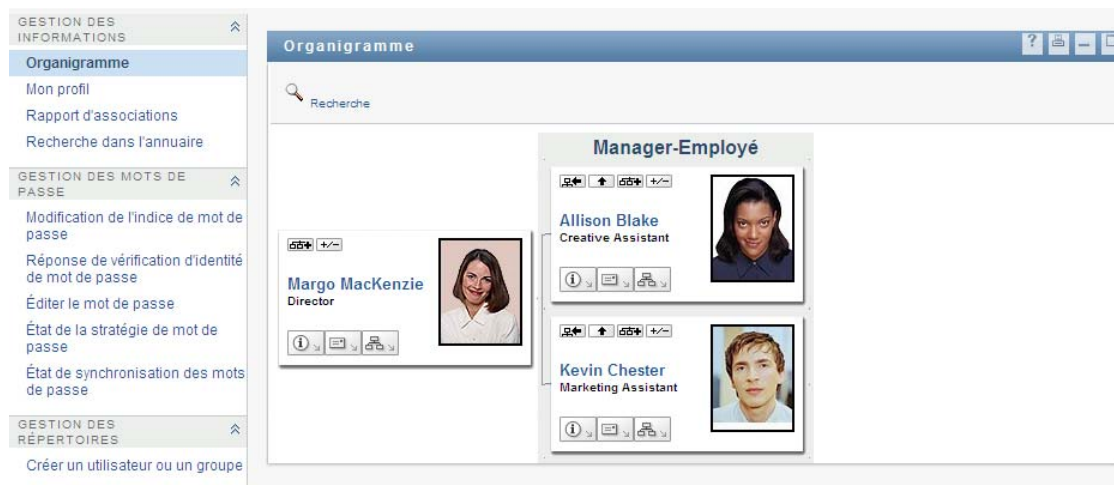 GESTION DES
INFORMATIONS
Organigramme
Mon profil
Rapport d'associations
Recherche dans l'annuaire
GESTION DES MOTS DE
PASSE
Modification de l'indice de mot de
passe
Réponse de vérification d'identité
de mot de passe
Éditer le mot de passe
État de la stratégie de mot de
passe
État de synchronisation des mots
de passe
GESTION DES
RÉPERTOIRES
Créer un utilisateur ou un groupe
Organigramme
?
Recherche
Manager-Employé
+/-
Margo MacKenzie
Director
+/-
Allison Blake
Creative Assistant
+/-
Kevin Chester
Marketing Assistant